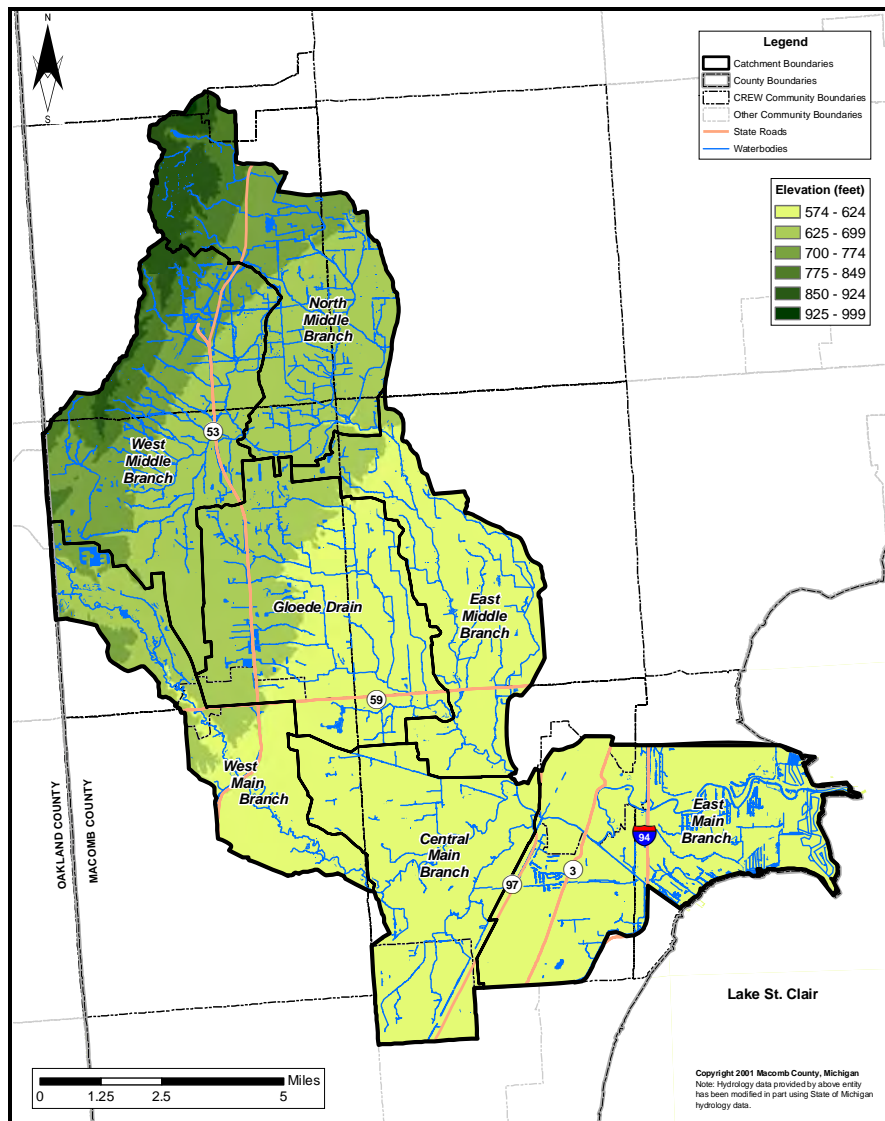 N
S
Legend
Catchment Boundaries
County Boundaries
CREW Community Boundaries
Other Community Boundaries
State Roads
Waterbodies
Elevation (feet)
574 - 624
625 - 699
700 - 774
775 - 849
850 - 924
925 - 999
North
Middle
Branch
53
West
Middle
Branch
Gloede Drain
East
Middle
Branch
59
West
Main
Branch
Central
Main
Branch
East
Main
Branch
94
3
97
OAKLAND COUNTY
MACOMB COUNTY
Lake St. Clair
Miles
0 1.25 2.5 5
Copyright 2001 Macomb County, Michigan
Note: Hydrology data provided by above entity
has been modified in part using State of Michigan
hydrology data.